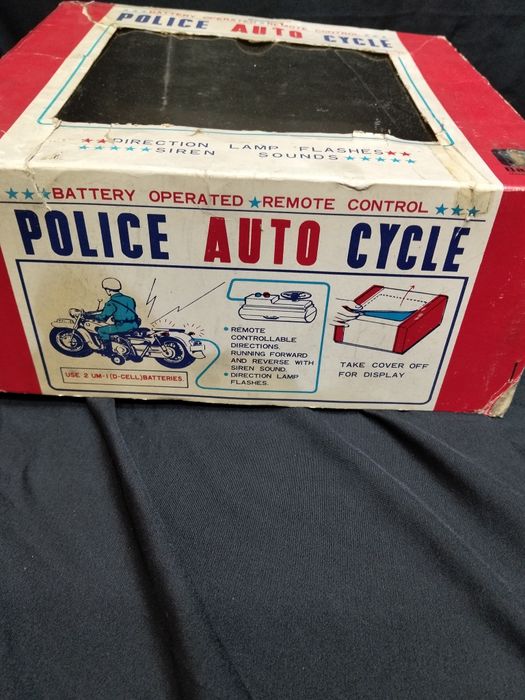 ★★★BATTERY OPERATED★REMOTE CONTROL★★★
POLICE AUTO CYCLE
★★DIRECTION LAMP FLASHES★★
★★★★★SIREN SOUNDS★★★★★
★★★BATTERY OPERATED★REMOTE CONTROL★★★
POLICE AUTO CYCLE
• REMOTE
CONTROLLABLE
DIRECTIONS.
RUNNING FORWARD
AND REVERSE WITH
SIREN SOUND.
• DIRECTION LAMP
FLASHES.
USE 2 UM-1(D-CELL)BATTERIES.
TAKE COVER OFF
FOR DISPLAY